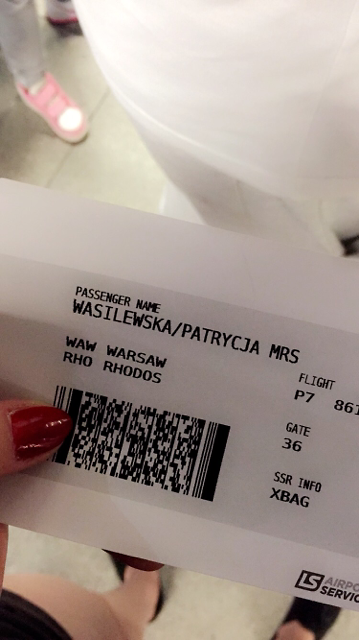 PASSENGER NAME
WASILEWSKA/PATRYCJA MRS
WAW WARSAW
RHO RHODOS
FLIGHT
P7 861
GATE
36
SSR INFO
XBAG
LS